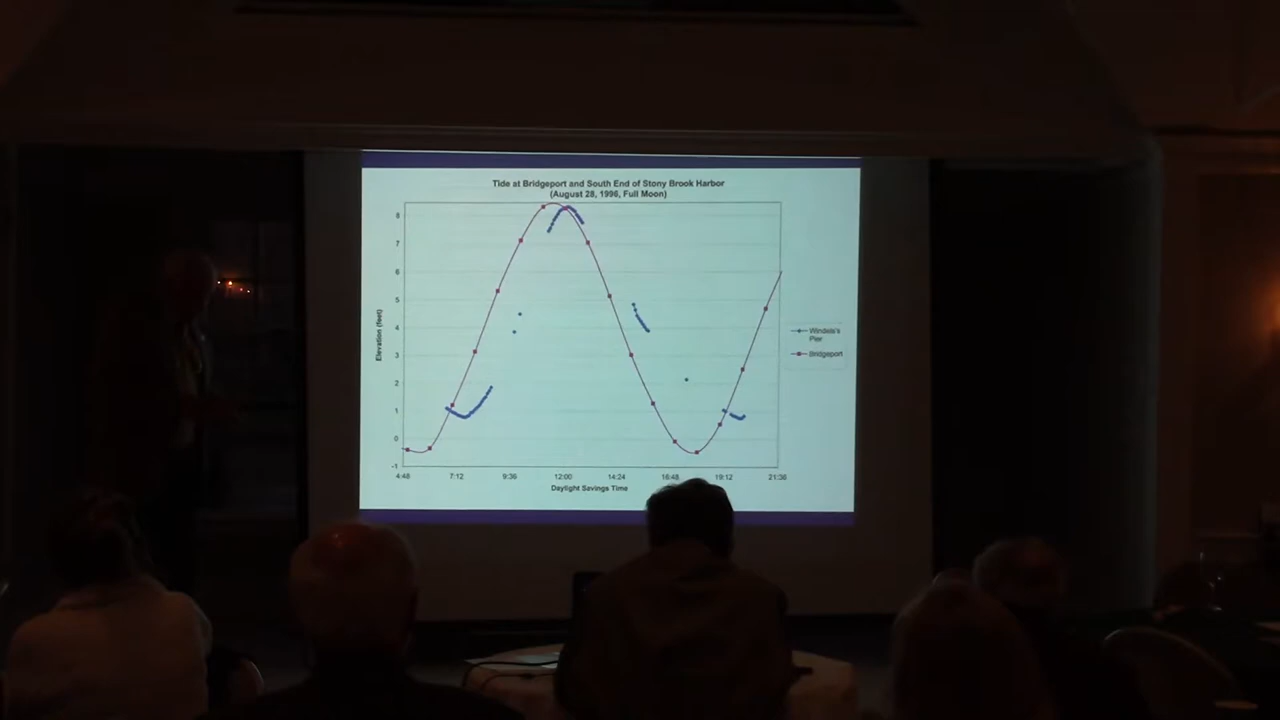 Tide at Bridgeport and South End of Stony Brook Harbor
(August 28, 1996, Full Moon)
8
7
6
5
4
3
2
1
0
-1
Elevation (feet)
4:48 7:12 9:36 12:00 14:24 16:48 19:12 21:36
Daylight Savings Time
Pier
Bridgeport